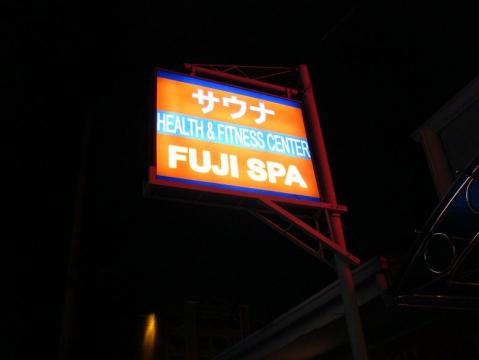 サウナ
HEALTH & FITNESS CENTER
FUJI SPA